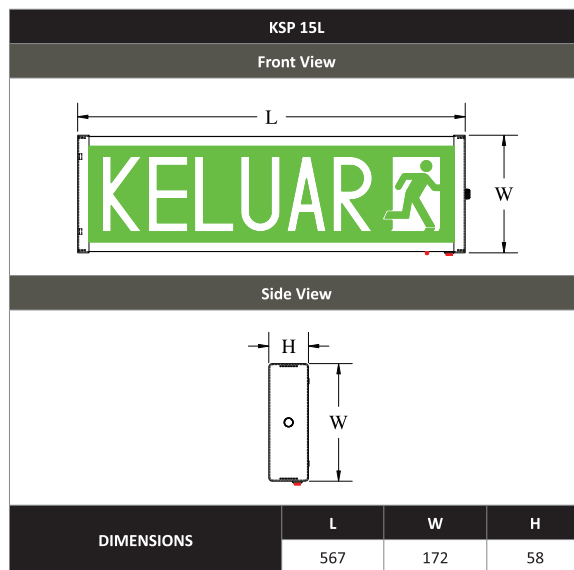 KSP 15L
Front View
L
KELUAR
W
Side View
H
W
DIMENSIONS L W H
567 172 58